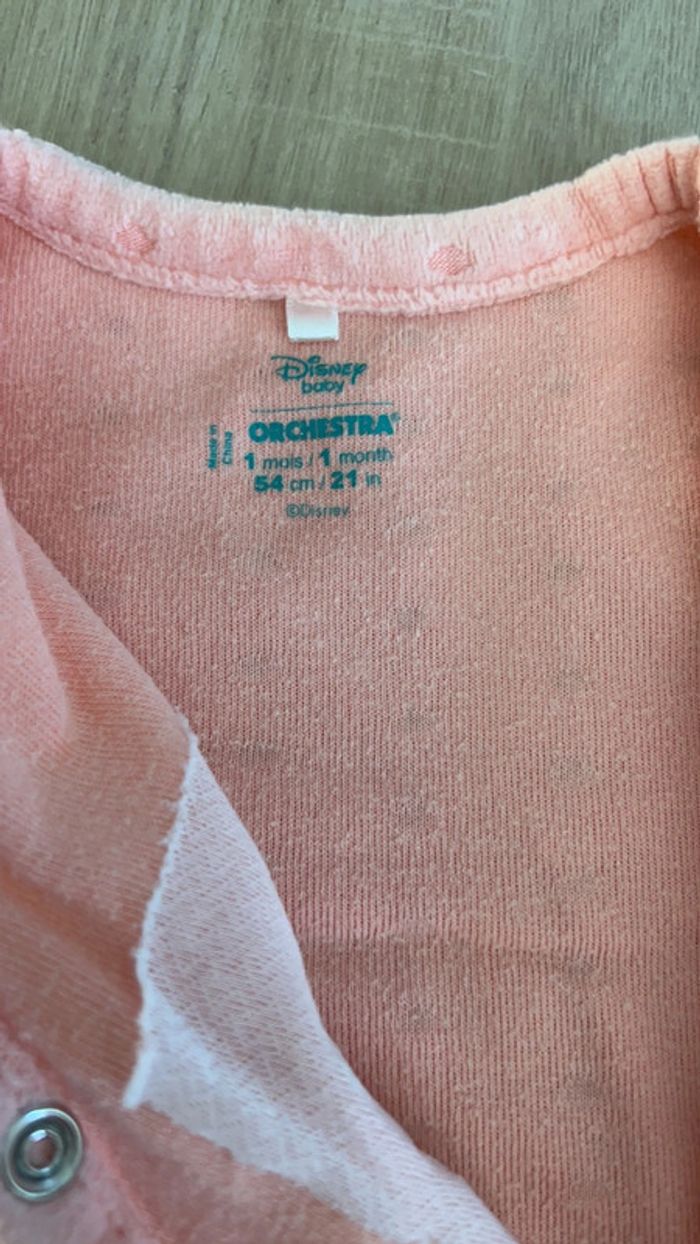 Disney
baby
ORCHESTRA®
Made in
China
1 mois / 1 month
54 cm / 21 in
©Disney